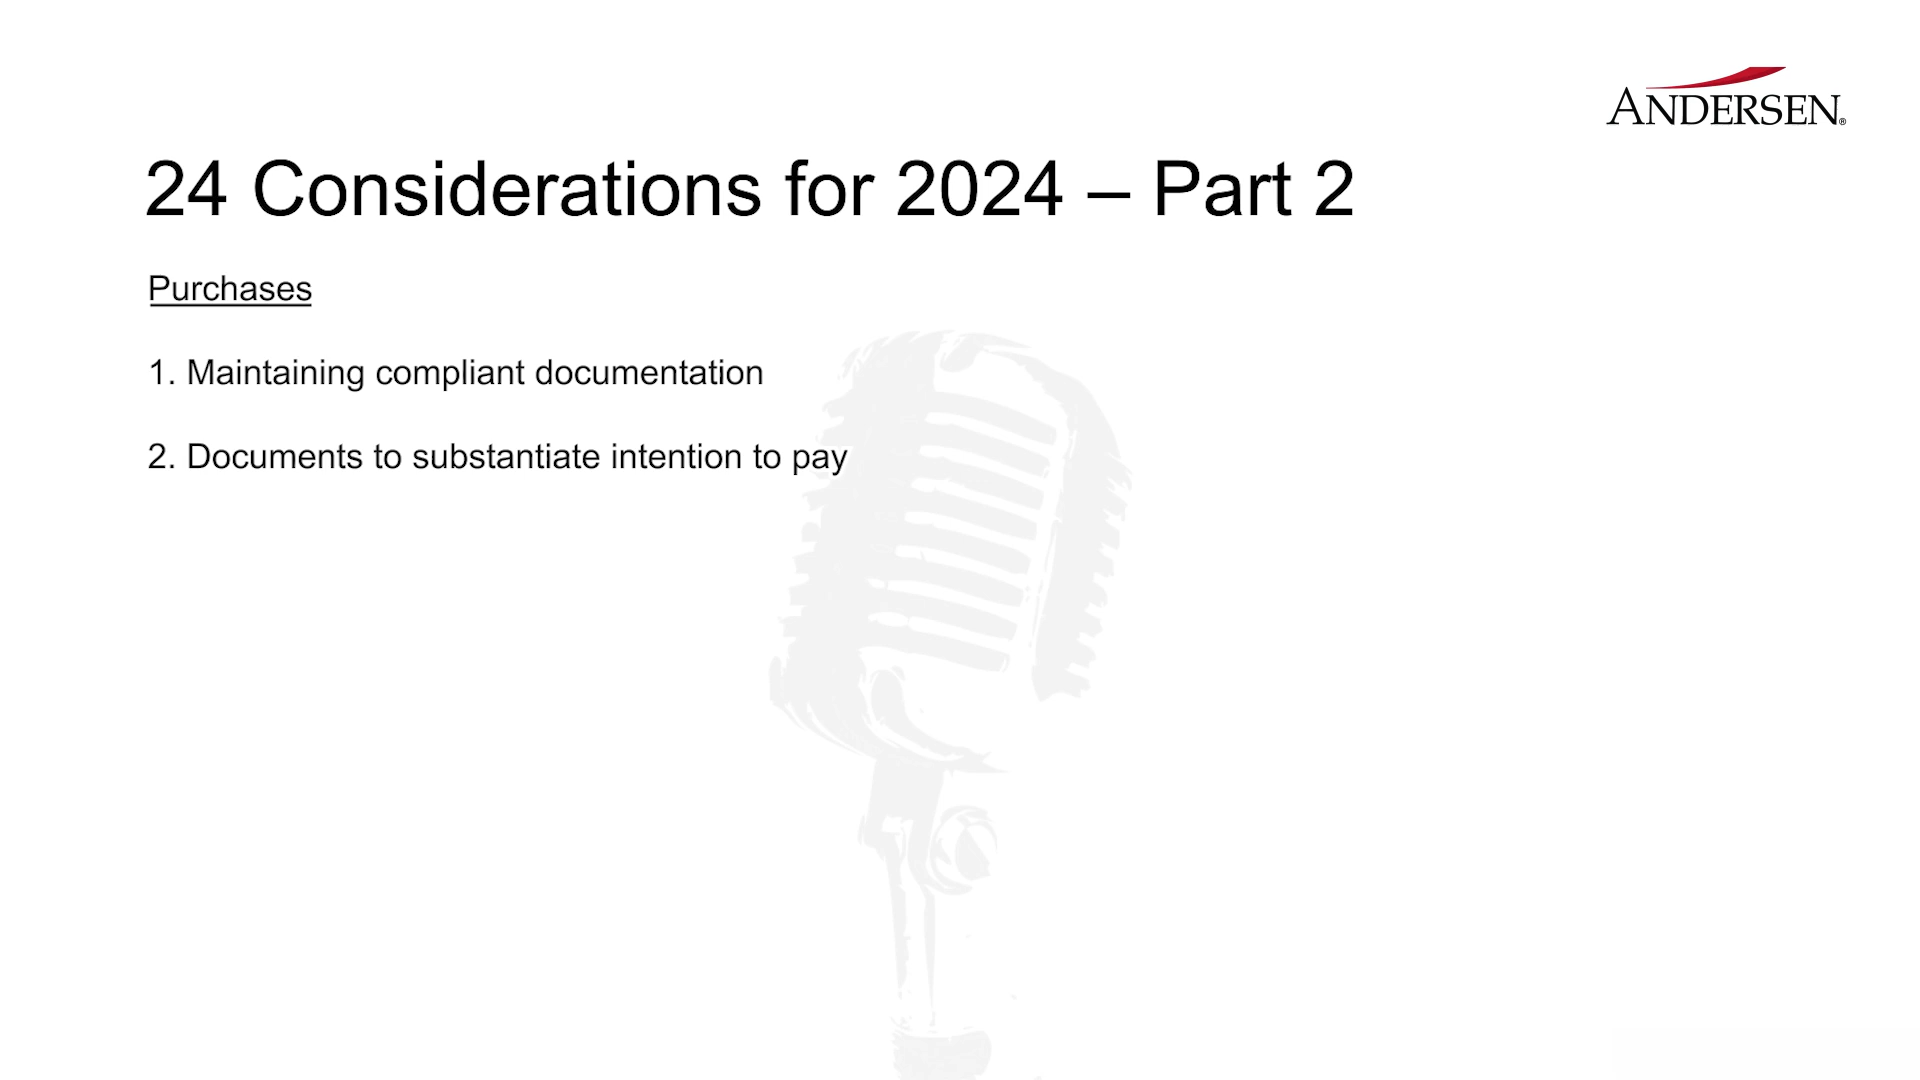 ANDERSEN®
24 Considerations for 2024 – Part 2
Purchases
1. Maintaining compliant documentation
2. Documents to substantiate intention to pay